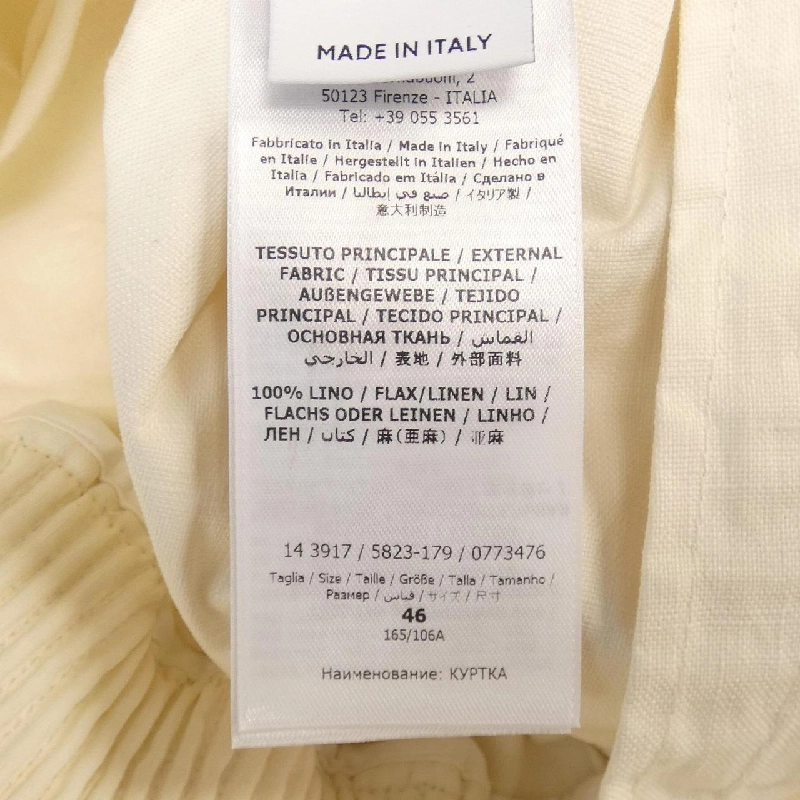 MADE IN ITALY
2
50123 Firenze - ITALIA
Tel: +39 055 3561
Fabbricato in Italia / Made in Italy / Fabriqué
en Italie / Hergestellt in Italien / Hecho en
Italia / Fabricado em Itália / Сделано в
Италии / صنع في إيطاليا / イタリア製 /
意大利制造
TESSUTO PRINCIPALE / EXTERNAL
FABRIC / TISSU PRINCIPAL /
AUßENGEWEBE / TEJIDO
PRINCIPAL / TECIDO PRINCIPAL /
ОСНОВНАЯ ТКАНЬ / القماش
الخارجي / 表地 / 外部面料
100% LINO / FLAX/LINEN / LIN /
FLACHS ODER LEINEN / LINHO /
ЛЕН / كتان / 麻(亜麻) / 亚麻
14 3917 / 5823-179 / 0773476
Taglia / Size / Taille / Größe / Talla / Tamanho /
Размер / قياس / サイズ / 尺寸
46
165/106A
Наименование: КУРТКА